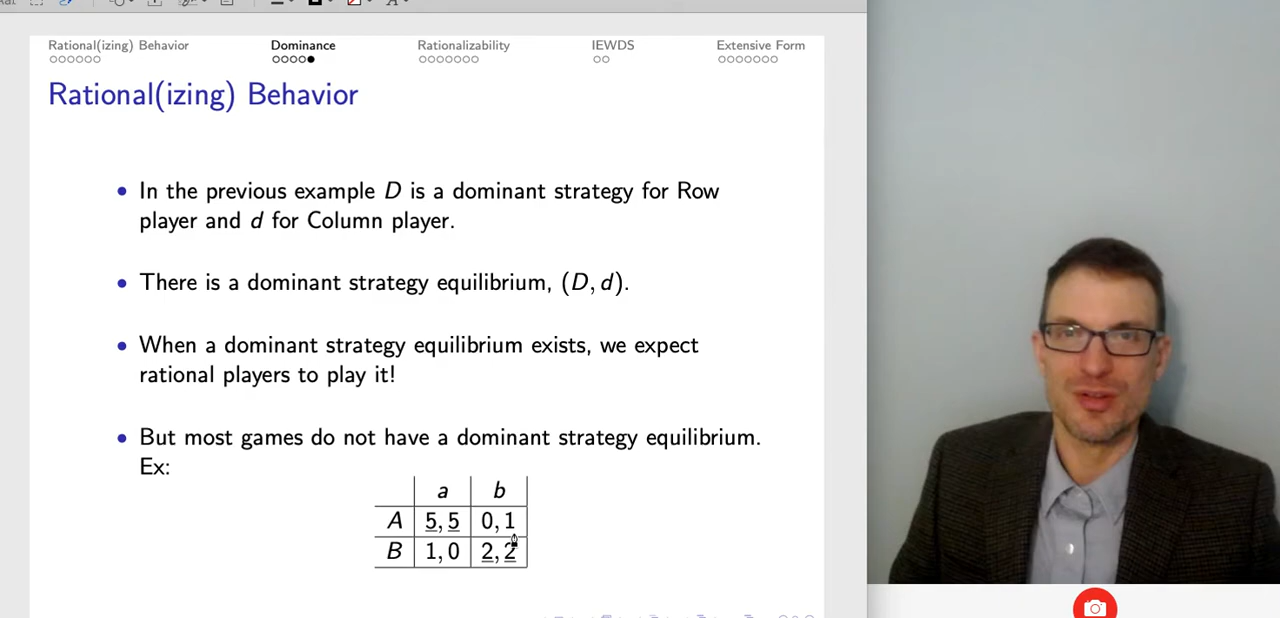 Rational(izing) Behavior Dominance Rationalizability IEWDS Extensive Form
Rational(izing) Behavior
• In the previous example D is a dominant strategy for Row
player and d for Column player.
• There is a dominant strategy equilibrium, (D, d).
• When a dominant strategy equilibrium exists, we expect
rational players to play it!
• But most games do not have a dominant strategy equilibrium.
Ex:
a b
A 5, 5 0, 1
B 1, 0 2, 2